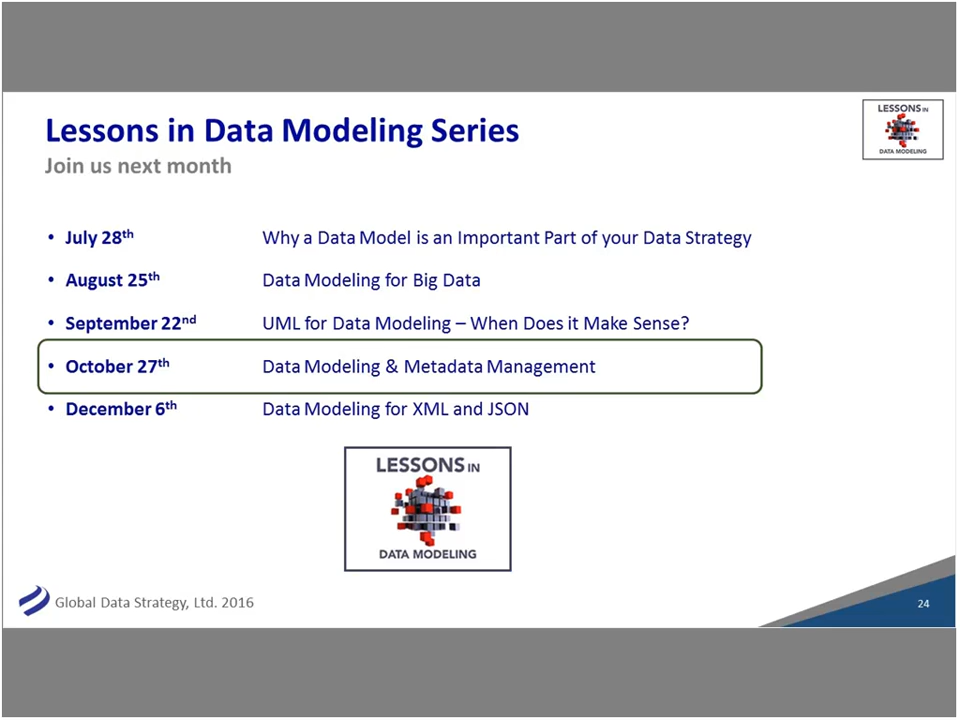 Lessons in Data Modeling Series
Join us next month
LESSONS IN
DATA MODELING
• July 28th Why a Data Model is an Important Part of your Data Strategy
• August 25th Data Modeling for Big Data
• September 22nd UML for Data Modeling – When Does it Make Sense?
• October 27th Data Modeling & Metadata Management
• December 6th Data Modeling for XML and JSON
LESSONS IN
DATA MODELING
Global Data Strategy, Ltd. 2016
24